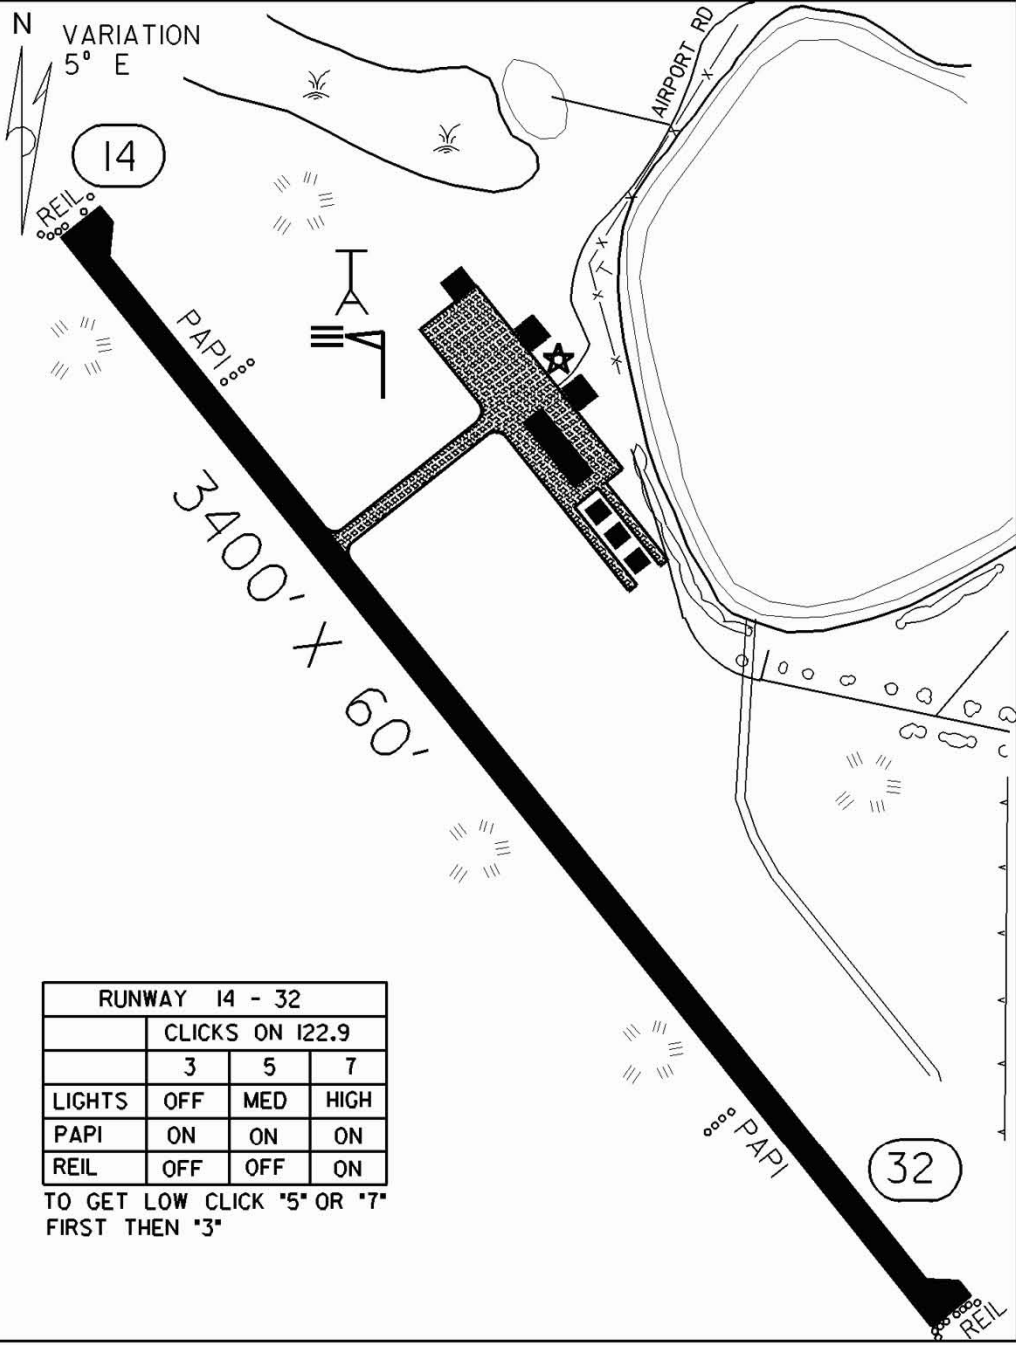 N
VARIATION
5° E
AIRPORT RD
14
REIL
PAPI
3400' X 60'
T
PAPI
32
REIL
RUNWAY 14 - 32
CLICKS ON 122.9
3 5 7
LIGHTS OFF MED HIGH
PAPI ON ON ON
REIL OFF OFF ON
TO GET LOW CLICK "5" OR "7"
FIRST THEN "3"